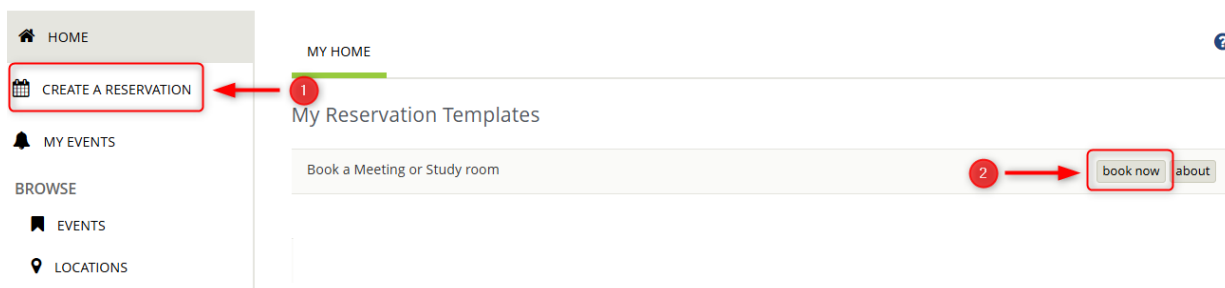 HOME
CREATE A RESERVATION
MY EVENTS
BROWSE
EVENTS
LOCATIONS
MY HOME
?
1
My Reservation Templates
Book a Meeting or Study room
2
book now
about